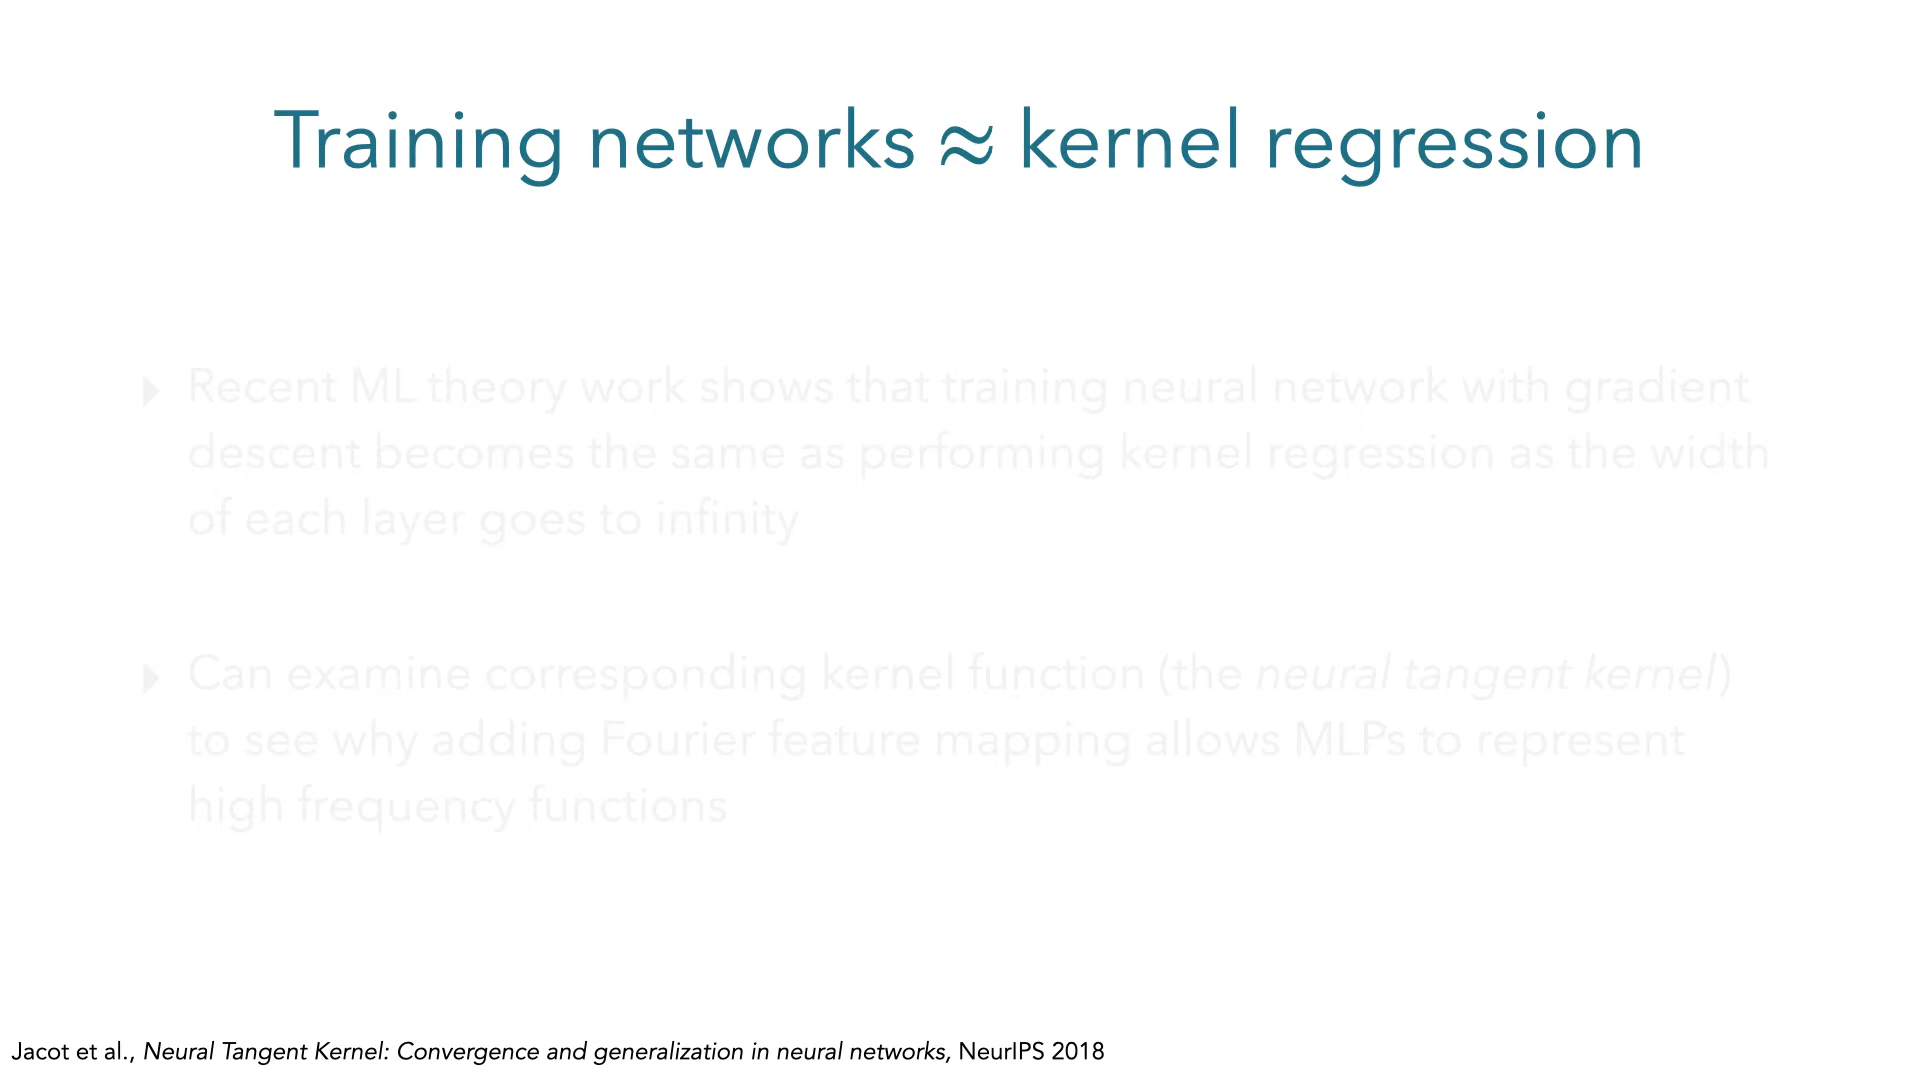 Training networks ≈ kernel regression
‣ Recent ML theory work shows that training neural network with gradient
descent becomes the same as performing kernel regression as the width
of each layer goes to infinity
‣ Can examine corresponding kernel function (the neural tangent kernel)
to see why adding Fourier feature mapping allows MLPs to represent
high frequency functions
Jacot et al., Neural Tangent Kernel: Convergence and generalization in neural networks, NeurIPS 2018